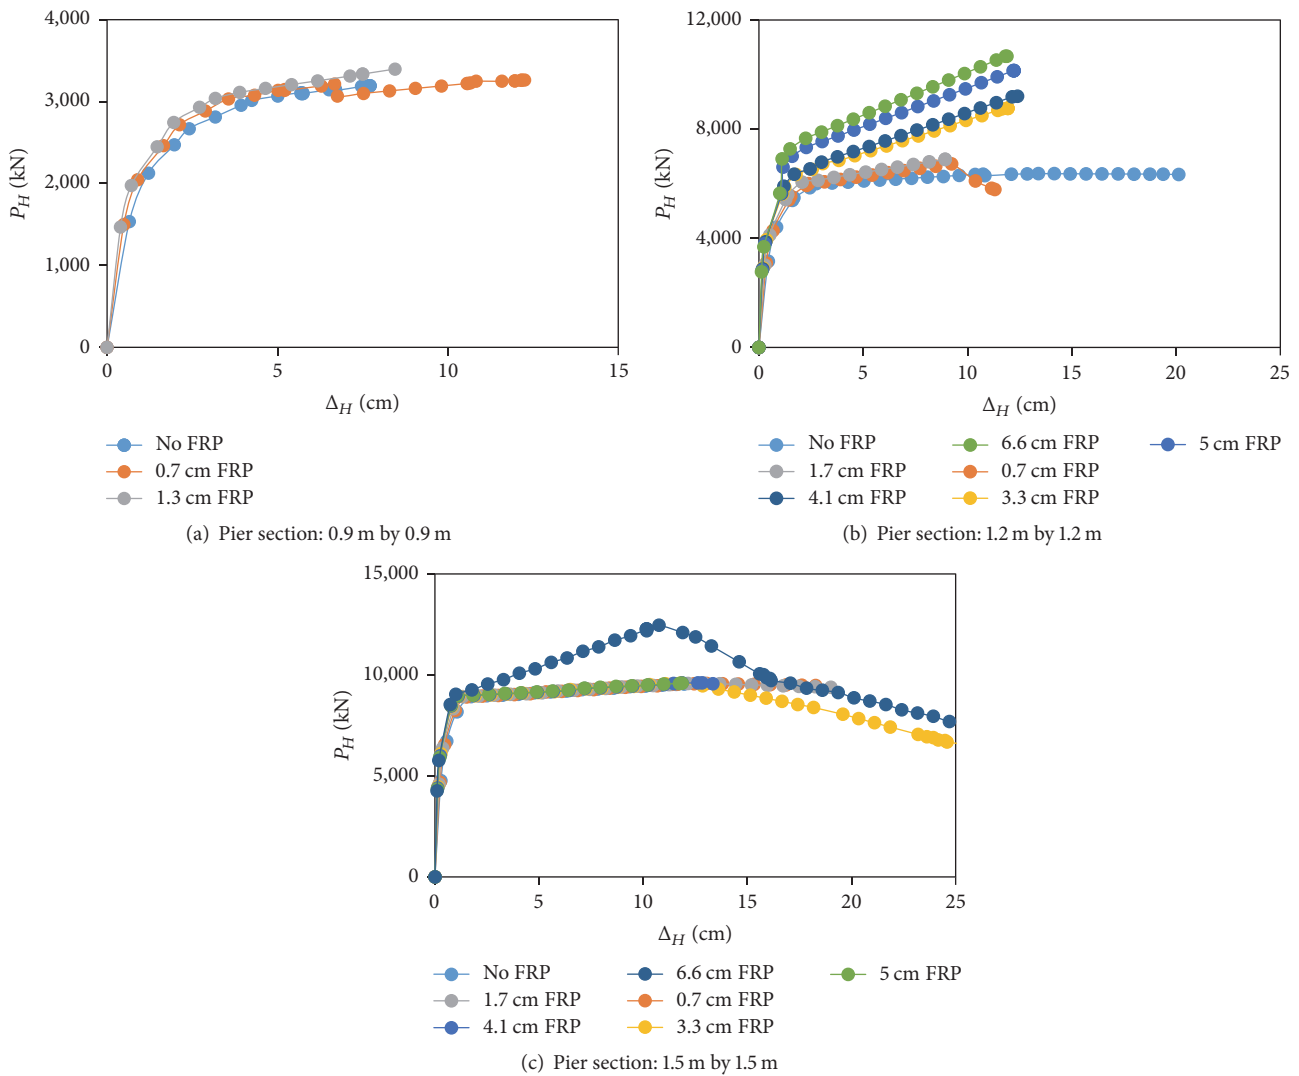 4,000
3,000
2,000
1,000
0
P_H (kN)
0 5 10 15
Δ_H (cm)
No FRP
0.7 cm FRP
1.3 cm FRP
(a) Pier section: 0.9 m by 0.9 m
12,000
8,000
4,000
0
P_H (kN)
0 5 10 15 20 25
Δ_H (cm)
No FRP 6.6 cm FRP 5 cm FRP
1.7 cm FRP 0.7 cm FRP
4.1 cm FRP 3.3 cm FRP
(b) Pier section: 1.2 m by 1.2 m
15,000
10,000
5,000
0
P_H (kN)
0 5 10 15 20 25
Δ_H (cm)
No FRP 6.6 cm FRP 5 cm FRP
1.7 cm FRP 0.7 cm FRP
4.1 cm FRP 3.3 cm FRP
(c) Pier section: 1.5 m by 1.5 m